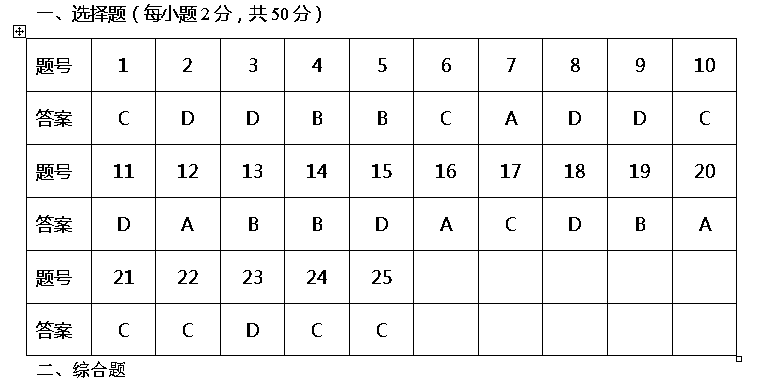 一、选择题（每小题 2 分，共 50 分）
题号 1 2 3 4 5 6 7 8 9 10
答案 C D D B B C A D D C
题号 11 12 13 14 15 16 17 18 19 20
答案 D A B B D A C D B A
题号 21 22 23 24 25
答案 C C D C C
二、综合题